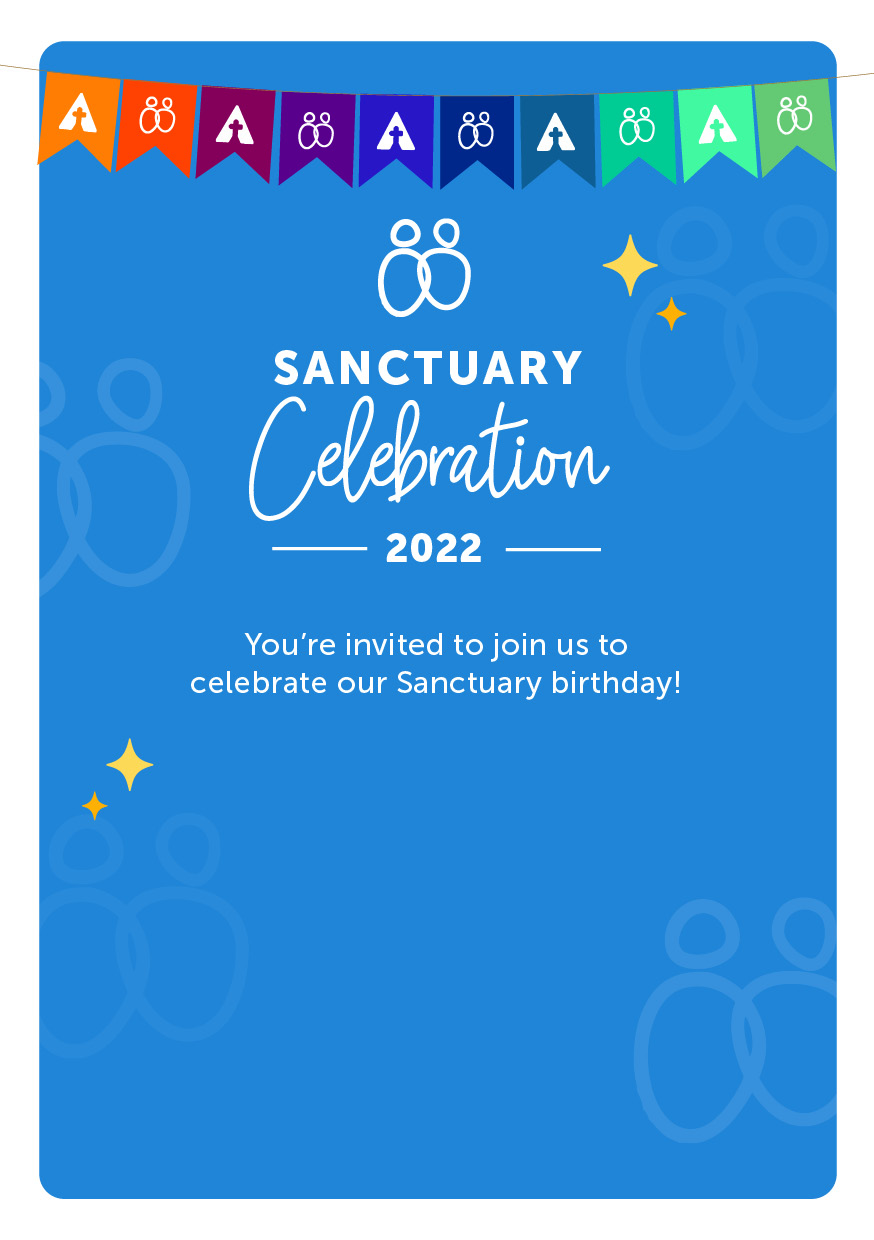 SANCTUARY
Celebration
2022
You’re invited to join us to
celebrate our Sanctuary birthday!